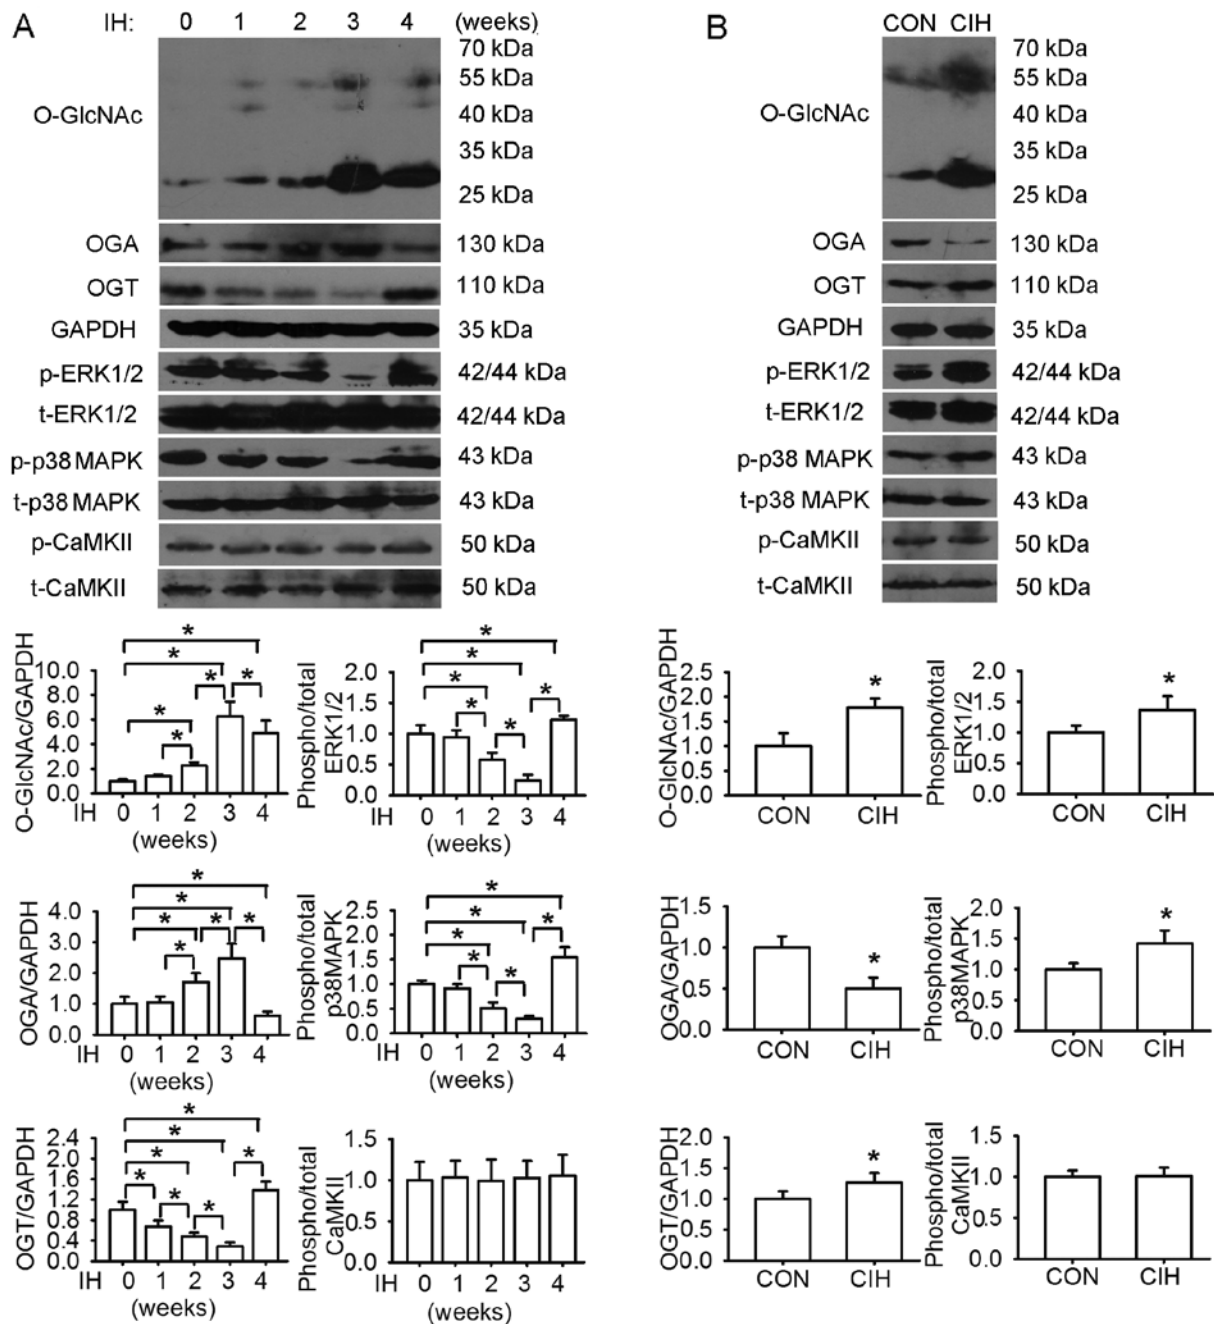 A IH: 0 1 2 3 4 (weeks)
O-GlcNAc
70 kDa
55 kDa
40 kDa
35 kDa
25 kDa
OGA 130 kDa
OGT 110 kDa
GAPDH 35 kDa
p-ERK1/2 42/44 kDa
t-ERK1/2 42/44 kDa
p-p38 MAPK 43 kDa
t-p38 MAPK 43 kDa
p-CaMKII 50 kDa
t-CaMKII 50 kDa
O-GlcNAc/GAPDH
10.0
8.0
6.0
4.0
2.0
0.0
* * * * * *
IH 0 1 2 3 4
(weeks)
Phospho/total
ERK1/2
2.0
1.5
1.0
0.5
0.0
* * * * * *
IH 0 1 2 3 4
(weeks)
OGA/GAPDH
4.0
3.0
2.0
1.0
0.0
* * * * * *
IH 0 1 2 3 4
(weeks)
Phospho/total
p38MAPK
2.5
2.0
1.5
1.0
0.5
0.0
* * * * * *
IH 0 1 2 3 4
(weeks)
OGT/GAPDH
2.4
2.0
1.6
1.2
0.8
0.4
0.0
* * * * * * *
IH 0 1 2 3 4
(weeks)
Phospho/total
CaMKII
1.5
1.0
0.5
0.0
IH 0 1 2 3 4
(weeks)
B CON CIH
O-GlcNAc
70 kDa
55 kDa
40 kDa
35 kDa
25 kDa
OGA 130 kDa
OGT 110 kDa
GAPDH 35 kDa
p-ERK1/2 42/44 kDa
t-ERK1/2 42/44 kDa
p-p38 MAPK 43 kDa
t-p38 MAPK 43 kDa
p-CaMKII 50 kDa
t-CaMKII 50 kDa
O-GlcNAc/GAPDH
2.5
2.0
1.5
1.0
0.5
0.0
*
CON CIH
Phospho/total
ERK1/2
2.0
1.5
1.0
0.5
0.0
*
CON CIH
OGA/GAPDH
1.5
1.0
0.5
0.0
*
CON CIH
Phospho/total
p38MAPK
2.0
1.5
1.0
0.5
0.0
*
CON CIH
OGT/GAPDH
2.0
1.5
1.0
0.5
0.0
*
CON CIH
Phospho/total
CaMKII
1.5
1.0
0.5
0.0
CON CIH